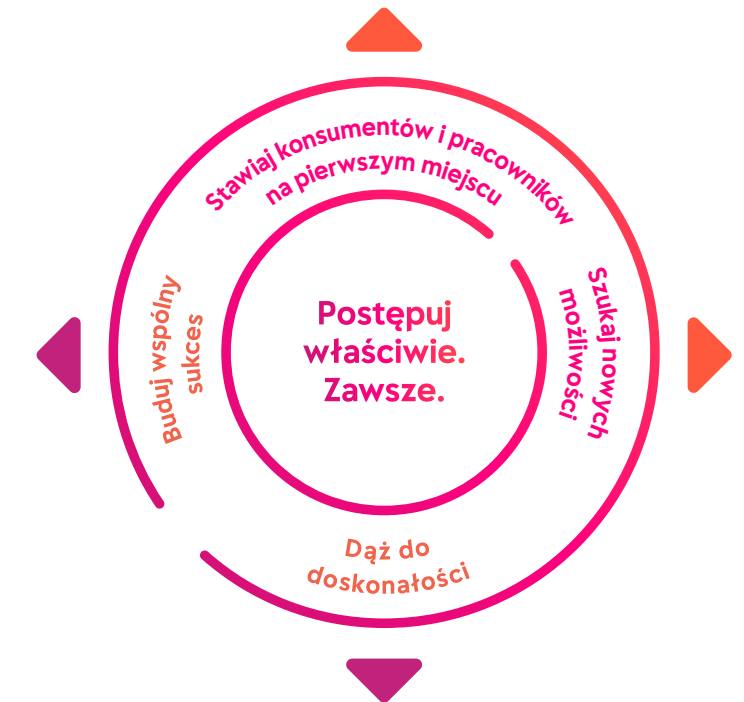 Stawiaj konsumentów i pracowników
na pierwszym miejscu
Szukaj nowych
możliwości
Dąż do
doskonałości
Buduj wspólny
sukces
Postępuj
właściwie.
Zawsze.